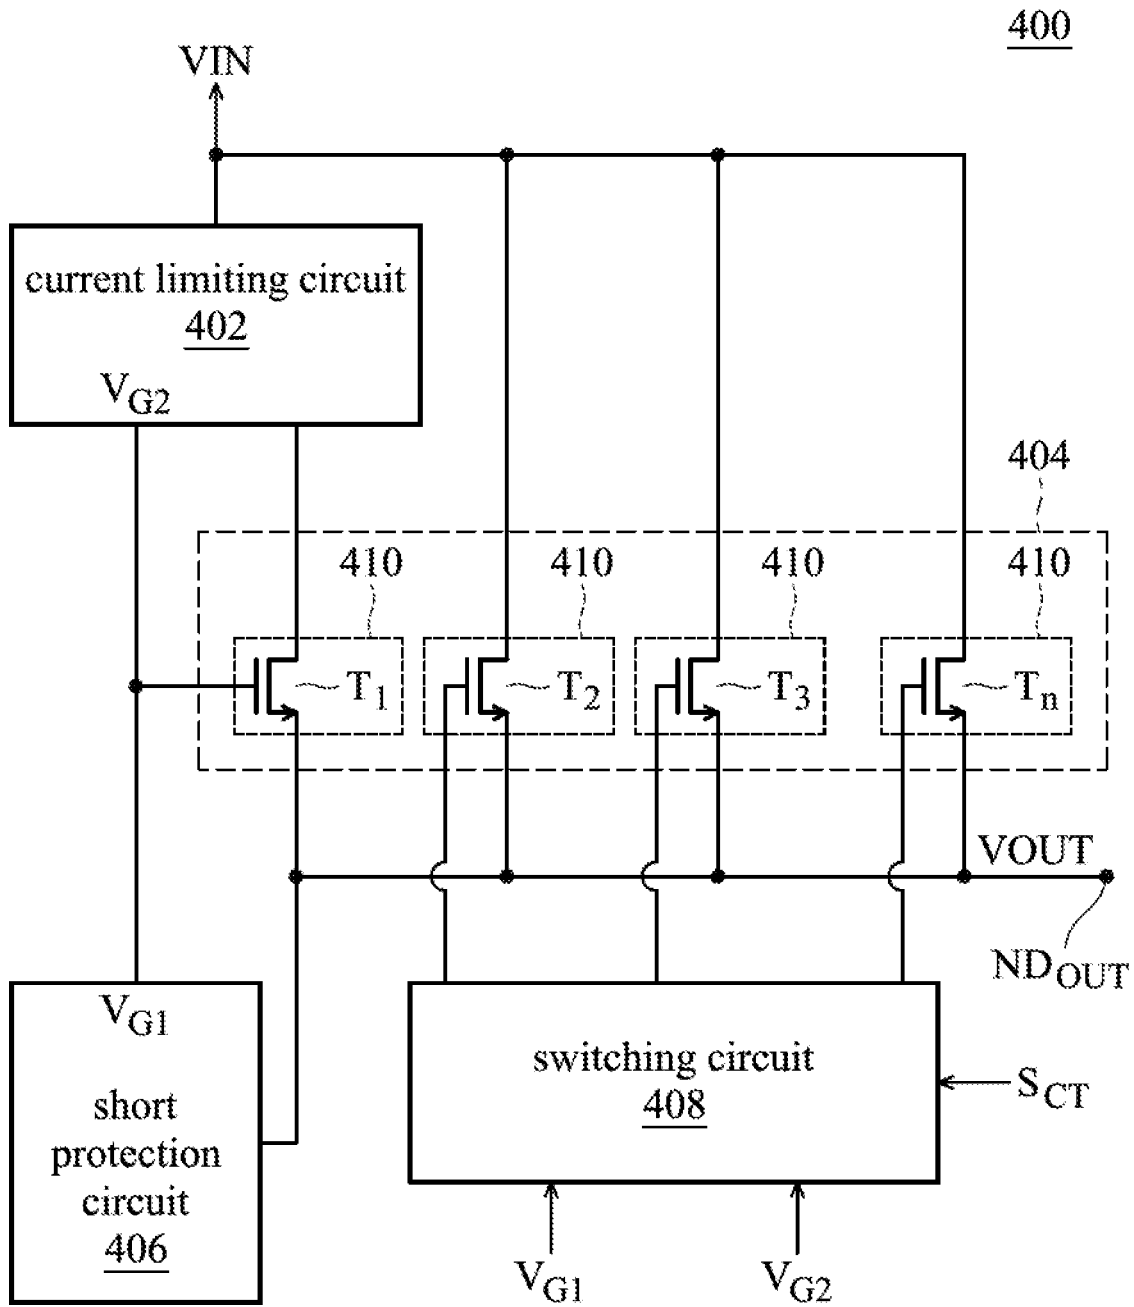 400
VIN
current limiting circuit
402
VG2
404
410 410 410 410
T1 T2 T3 Tn
VOUT
NDOUT
VG1
short
protection
circuit
406
switching circuit
408
SCT
VG1 VG2